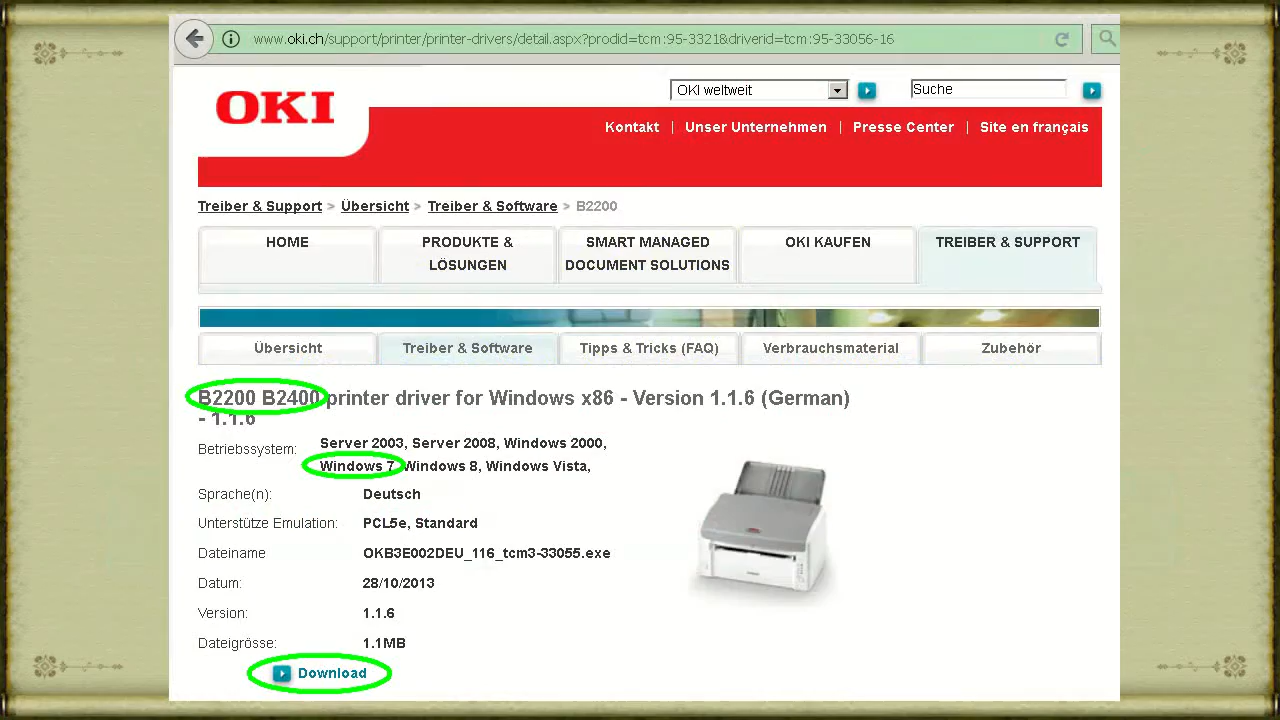 www.oki.ch/support/printer/printer-drivers/detail.aspx?prodid=tcm:95-3321&driverid=tcm:95-33056-16
OKI weltweit
Suche
OKI
Kontakt | Unser Unternehmen | Presse Center | Site en français
Treiber & Support > Übersicht > Treiber & Software > B2200
HOME
PRODUKTE &
LÖSUNGEN
SMART MANAGED
DOCUMENT SOLUTIONS
OKI KAUFEN
TREIBER & SUPPORT
Übersicht
Treiber & Software
Tipps & Tricks (FAQ)
Verbrauchsmaterial
Zubehör
B2200 B2400 printer driver for Windows x86 - Version 1.1.6 (German)
- 1.1.6
Betriebssystem: Server 2003, Server 2008, Windows 2000,
Windows 7, Windows 8, Windows Vista,
Sprache(n): Deutsch
Unterstütze Emulation: PCL5e, Standard
Dateiname OKB3E002DEU_116_tcm3-33055.exe
Datum: 28/10/2013
Version: 1.1.6
Dateigrösse: 1.1MB
Download